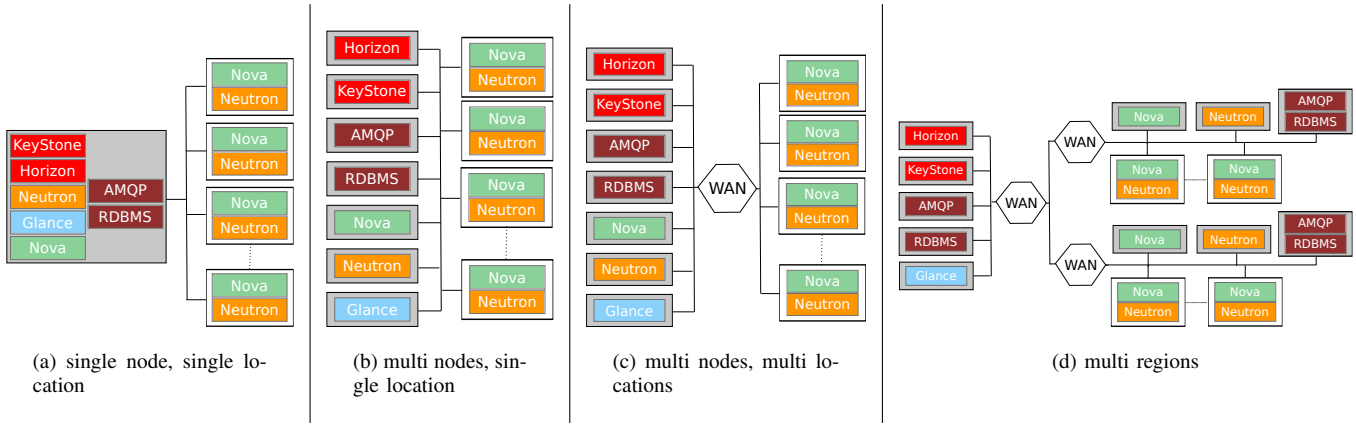 KeyStone
Horizon
Neutron
Glance
Nova
AMQP
RDBMS
Nova
Neutron
Nova
Neutron
Nova
Neutron
Nova
Neutron
(a) single node, single lo-
cation
Horizon
KeyStone
AMQP
RDBMS
Nova
Neutron
Glance
Nova
Neutron
Nova
Neutron
Nova
Neutron
Nova
Neutron
(b) multi nodes, sin-
gle location
Horizon
KeyStone
AMQP
RDBMS
Nova
Neutron
Glance
WAN
Nova
Neutron
Nova
Neutron
Nova
Neutron
Nova
Neutron
(c) multi nodes, multi lo-
cations
Horizon
KeyStone
AMQP
RDBMS
Glance
WAN
WAN
Nova
Neutron
AMQP
RDBMS
Nova
Neutron
Nova
Neutron
WAN
Nova
Neutron
AMQP
RDBMS
Nova
Neutron
Nova
Neutron
(d) multi regions